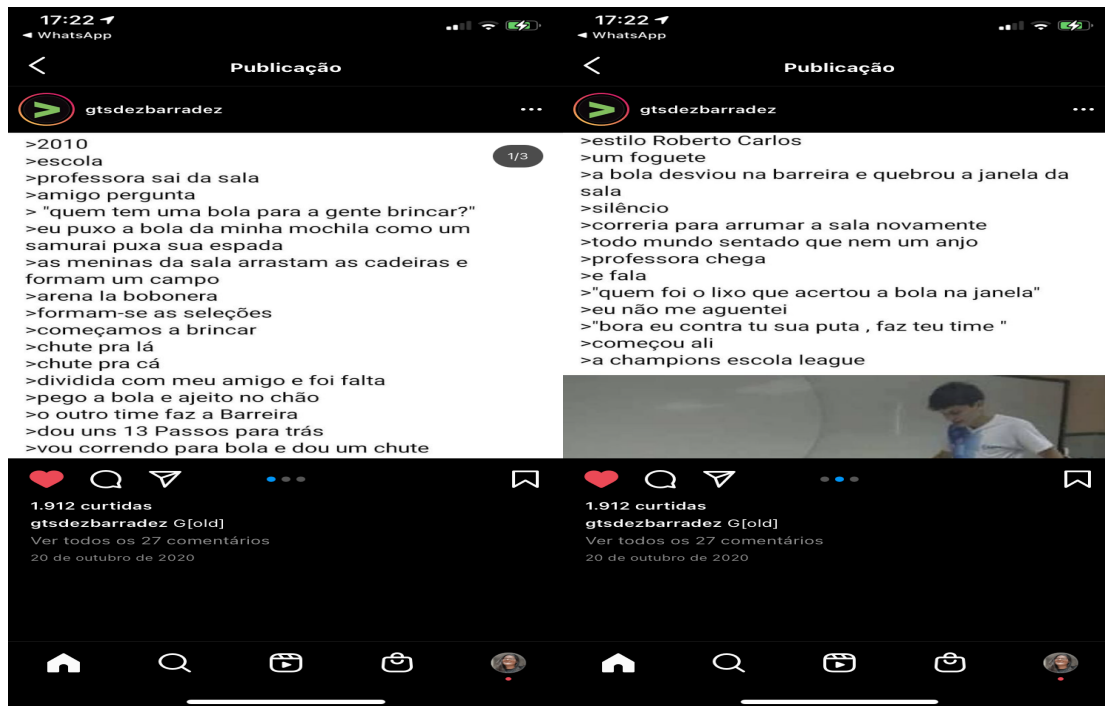 17:22
◄ WhatsApp
Publicação
gtsdezbarradez
1/3
>2010
>escola
>professora sai da sala
>amigo pergunta
> "quem tem uma bola para a gente brincar?"
>eu puxo a bola da minha mochila como um
samurai puxa sua espada
>as meninas da sala arrastam as cadeiras e
formam um campo
>arena la bobonera
>formam-se as seleções
>começamos a brincar
>chute pra lá
>chute pra cá
>dividida com meu amigo e foi falta
>pego a bola e ajeito no chão
>o outro time faz a Barreira
>dou uns 13 Passos para trás
>vou correndo para bola e dou um chute
1.912 curtidas
gtsdezbarradez G[old]
Ver todos os 27 comentários
20 de outubro de 2020
17:22
◄ WhatsApp
Publicação
gtsdezbarradez
>estilo Roberto Carlos
>um foguete
>a bola desviou na barreira e quebrou a janela da
sala
>silêncio
>correria para arrumar a sala novamente
>todo mundo sentado que nem um anjo
>professora chega
>e fala
>"quem foi o lixo que acertou a bola na janela"
>eu não me aguentei
>"bora eu contra tu sua puta , faz teu time "
>começou ali
>a champions escola league
1.912 curtidas
gtsdezbarradez G[old]
Ver todos os 27 comentários
20 de outubro de 2020